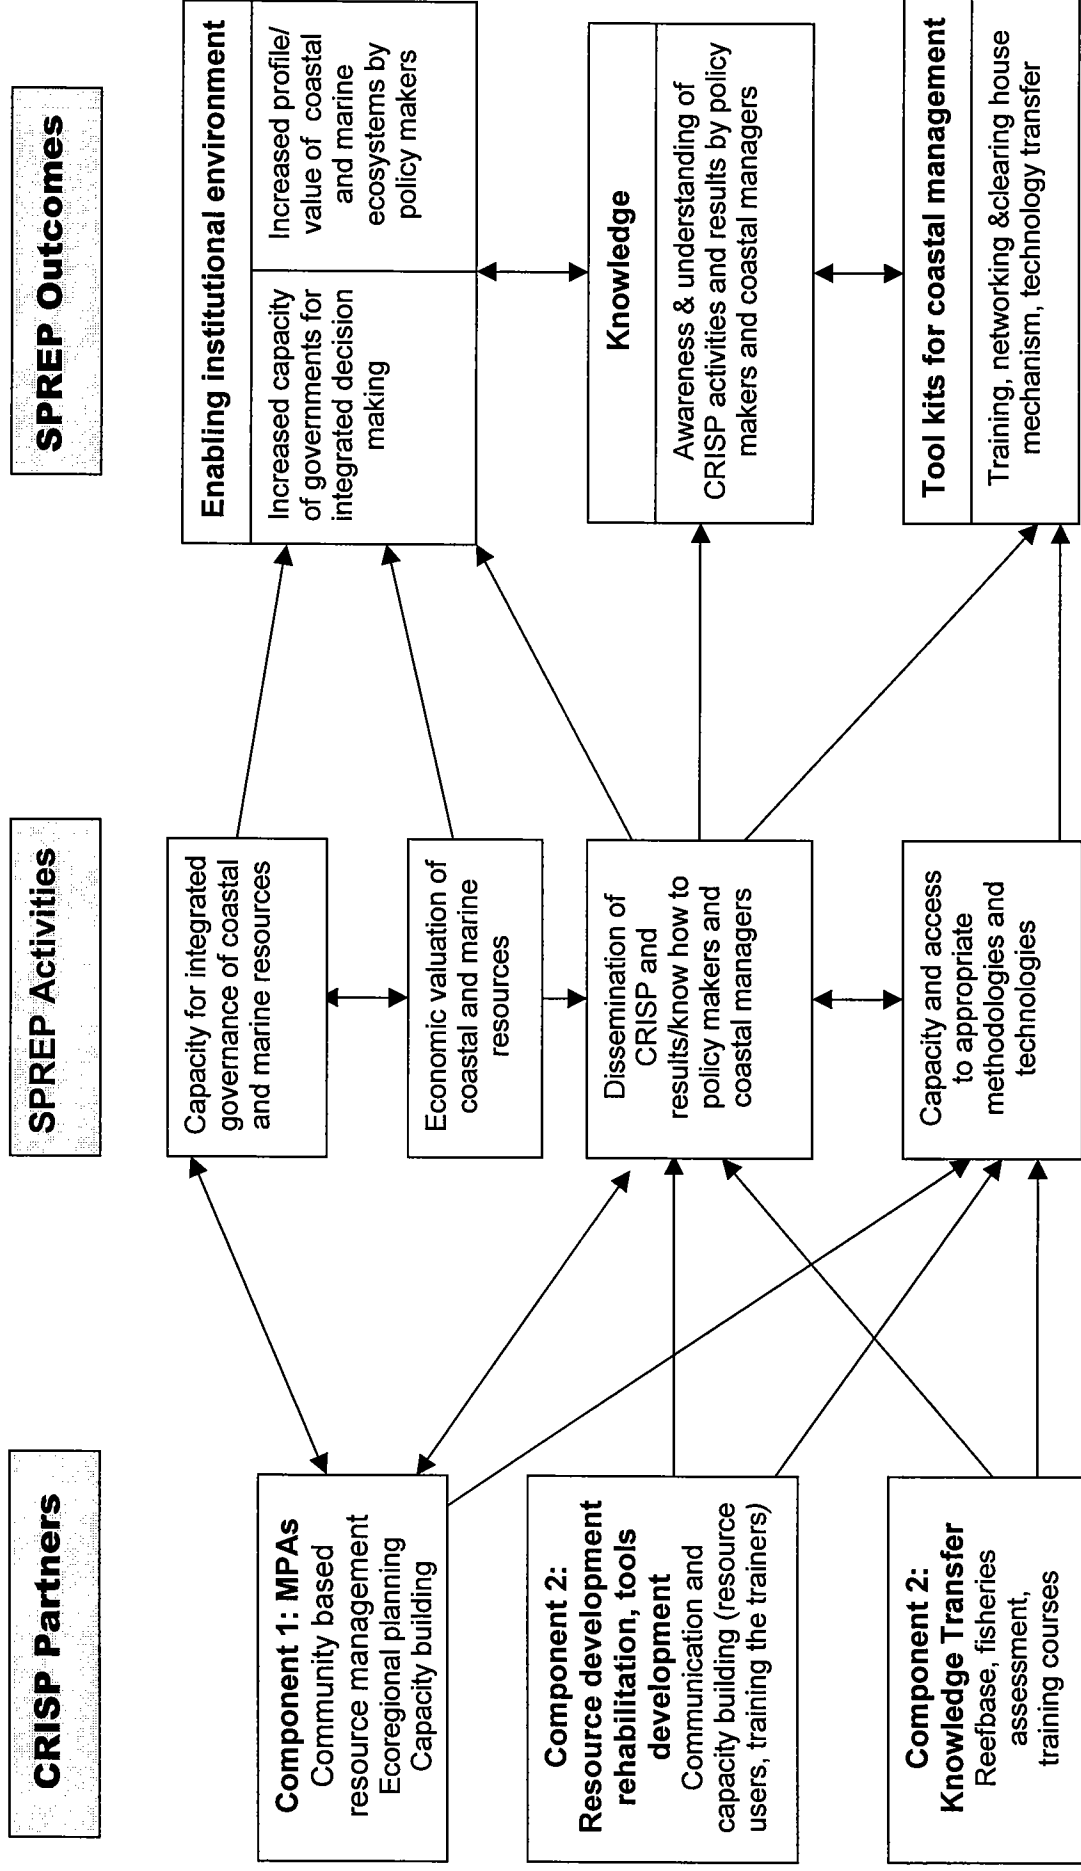 CRISP Partners
SPREP Activities
SPREP Outcomes
Component 1: MPAs
Community based
resource management
Ecoregional planning
Capacity building
Component 2:
Resource development
rehabilitation, tools
development
Communication and
capacity building (resource
users, training the trainers)
Component 2:
Knowledge Transfer
Reefbase, fisheries
assessment,
training courses
Capacity for integrated
governance of coastal
and marine resources
Economic valuation of
coastal and marine
resources
Dissemination of
CRISP and
results/know how to
policy makers and
coastal managers
Capacity and access
to appropriate
methodologies and
technologies
Enabling institutional environment
Increased capacity
of governments for
integrated decision
making
Increased profile/
value of coastal
and marine
ecosystems by
policy makers
Knowledge
Awareness & understanding of
CRISP activities and results by policy
makers and coastal managers
Tool kits for coastal management
Training, networking &clearing house
mechanism, technology transfer